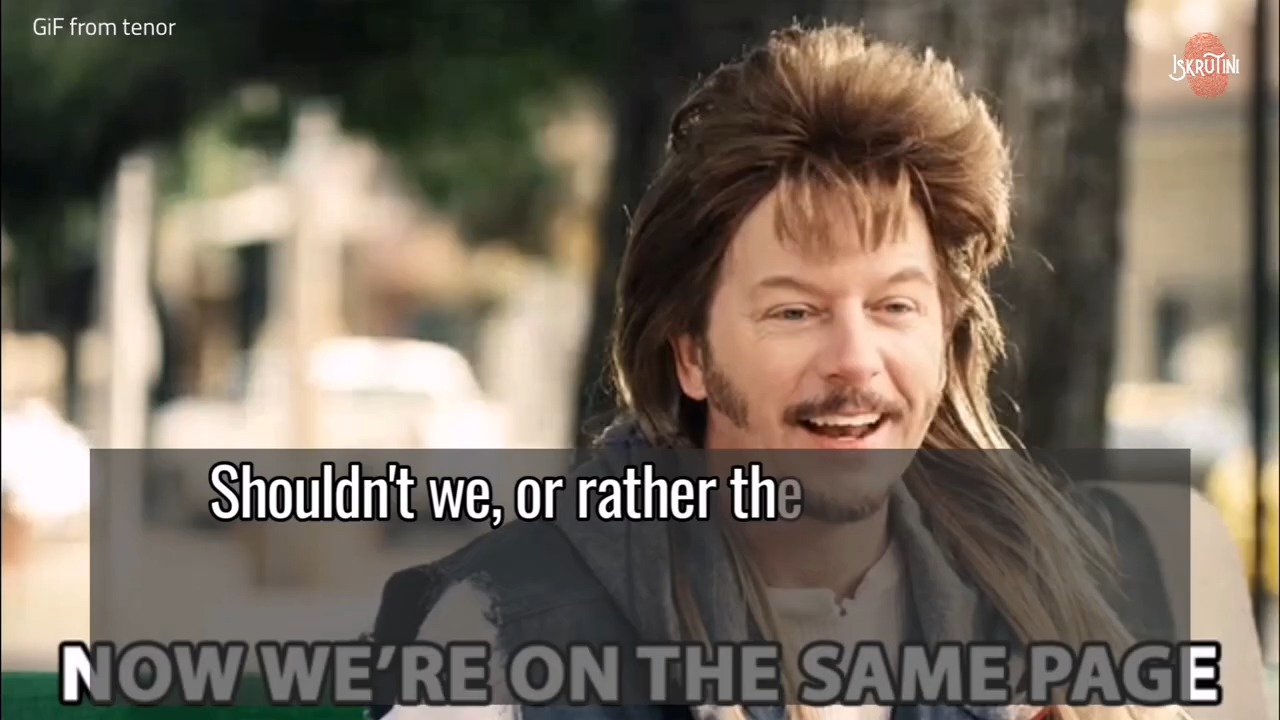 GiF from tenor
ISKRUTINI
Shouldn't we, or rather the
NOW WE'RE ON THE SAME PAGE